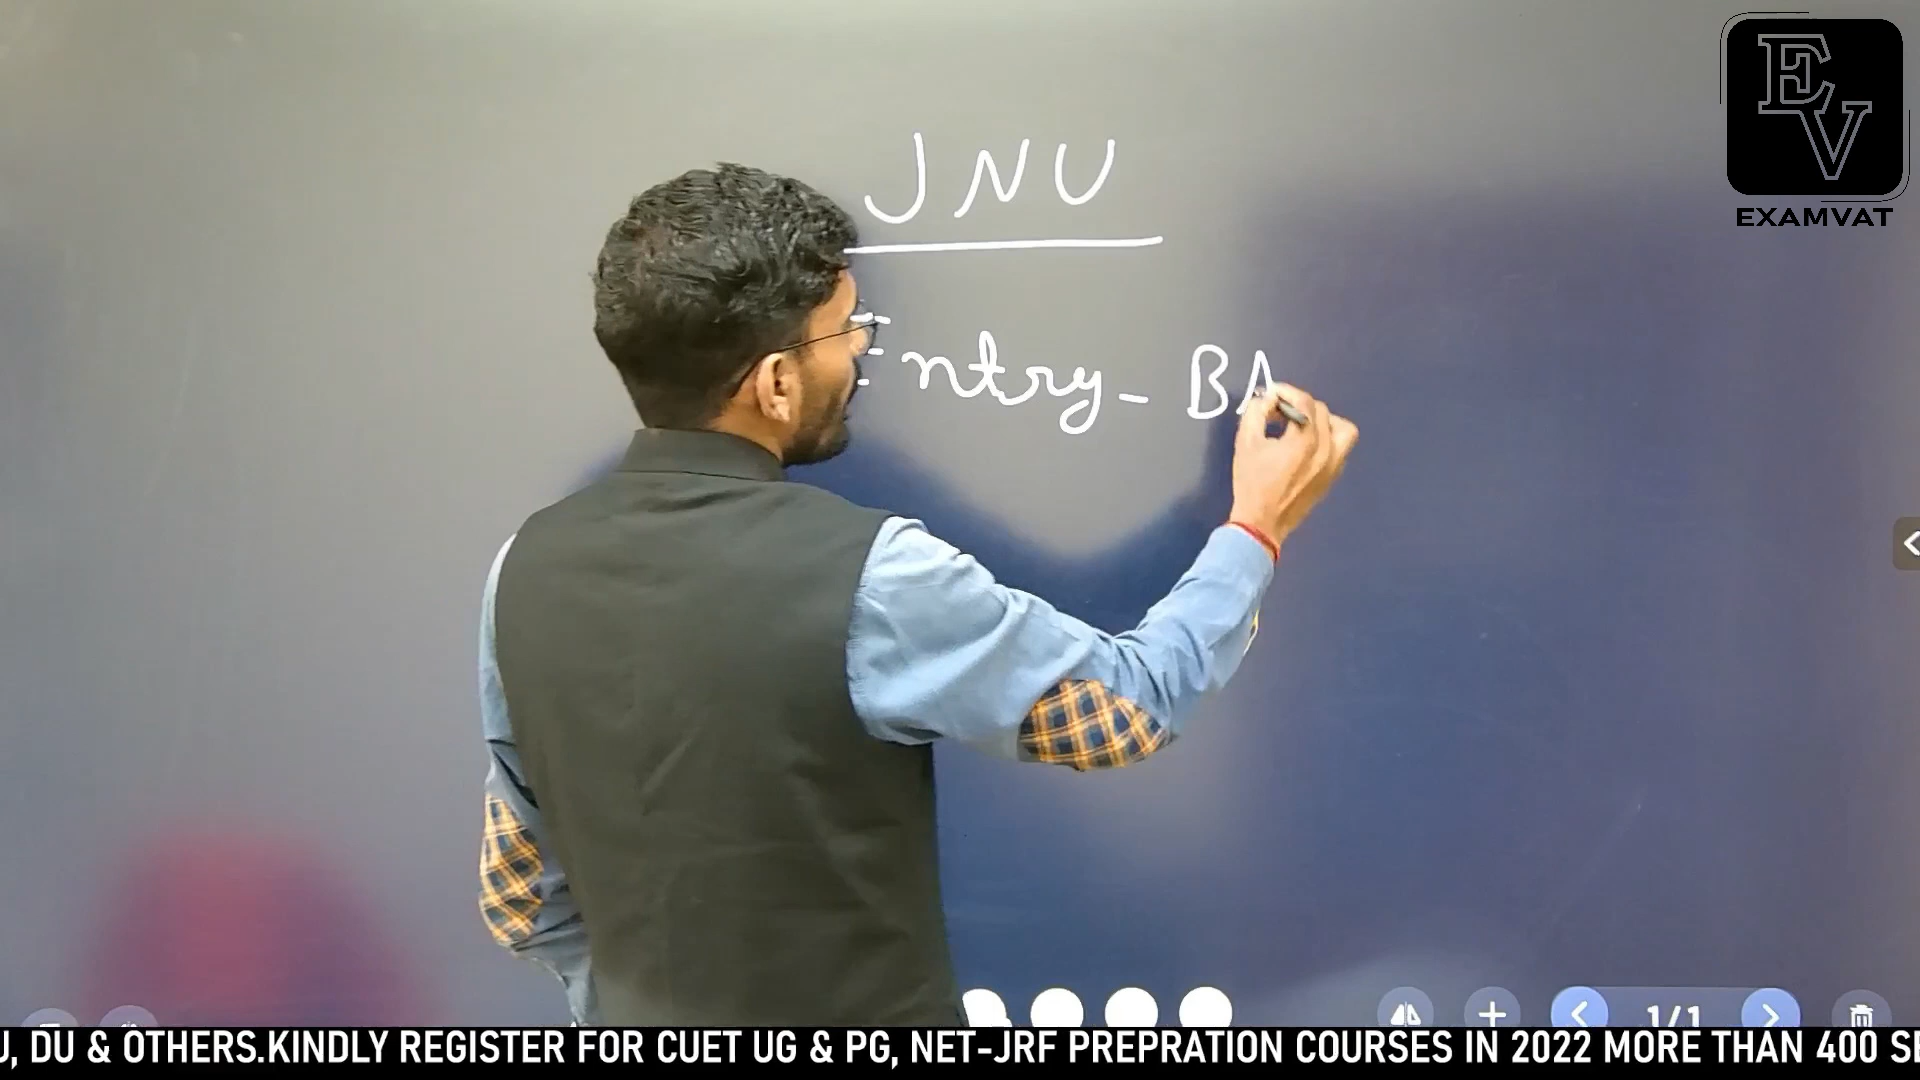 EV
EXAMVAT
JNU
Entry - BA
1/1
U, DU & OTHERS.KINDLY REGISTER FOR CUET UG & PG, NET-JRF PREPRATION COURSES IN 2022 MORE THAN 400 SE